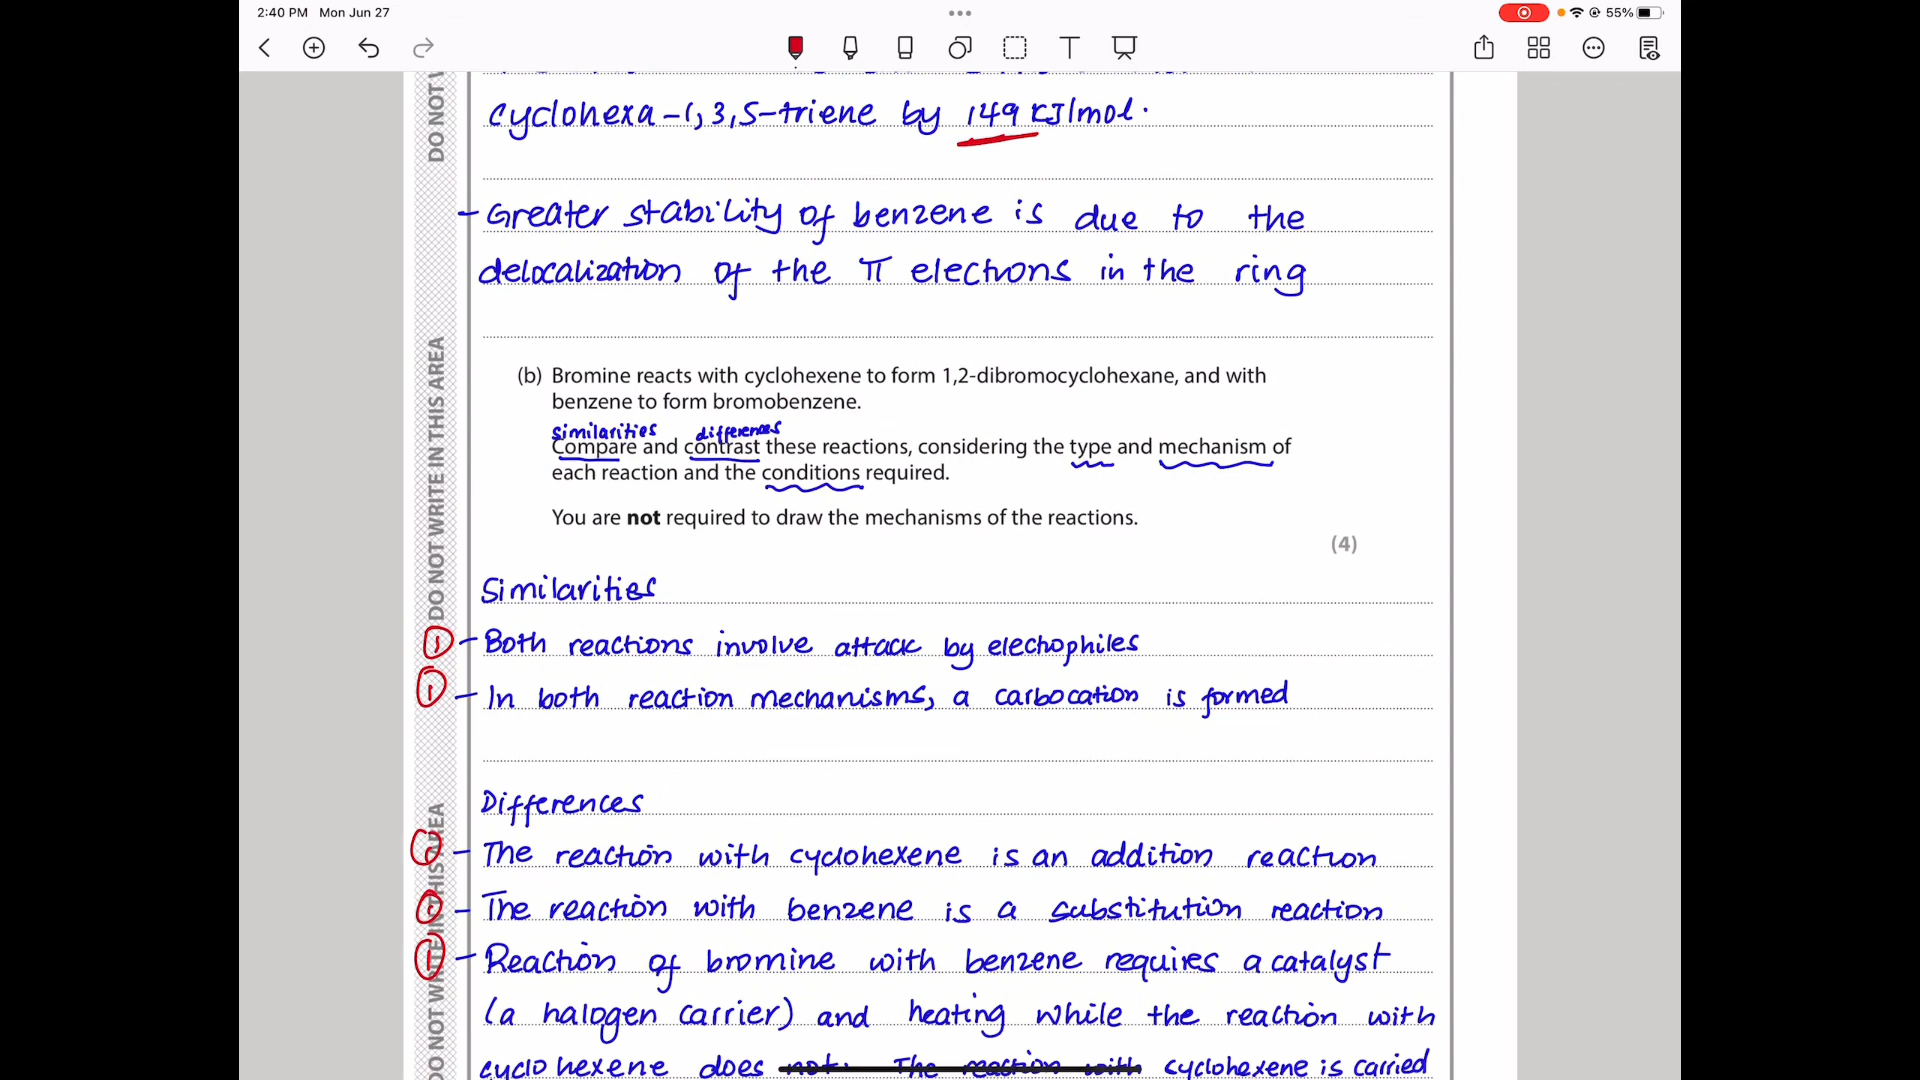 2:40 PM Mon Jun 27
55%
DO NOT W
cyclohexa-1,3,5-triene by 149 kJ/mol.
- Greater stability of benzene is due to the
delocalization of the π electrons in the ring
DO NOT WRITE IN THIS AREA
(b) Bromine reacts with cyclohexene to form 1,2-dibromocyclohexane, and with
benzene to form bromobenzene.
similarities differences
Compare and contrast these reactions, considering the type and mechanism of
each reaction and the conditions required.
You are not required to draw the mechanisms of the reactions.
(4)
Similarities
① - Both reactions involve attack by electrophiles
① - In both reaction mechanisms, a carbocation is formed
Differences
DO NOT WRITE IN THIS AREA
- The reaction with cyclohexene is an addition reaction
- The reaction with benzene is a substitution reaction
① - Reaction of bromine with benzene requires a catalyst
(a halogen carrier) and heating while the reaction with
cyclohexene does not. The reaction with cyclohexene is carried